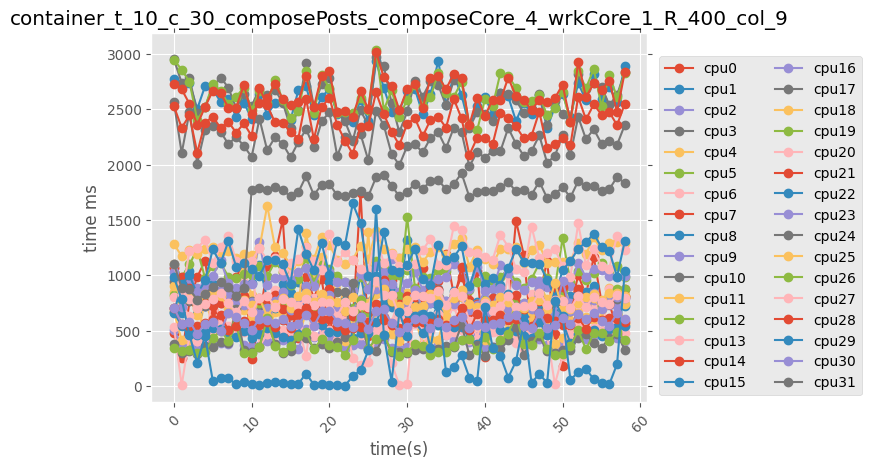 container_t_10_c_30_composePosts_composeCore_4_wrkCore_1_R_400_col_9
time ms
3000
2500
2000
1500
1000
500
0
0
10
20
30
40
50
60
time(s)
cpu0
cpu1
cpu2
cpu3
cpu4
cpu5
cpu6
cpu7
cpu8
cpu9
cpu10
cpu11
cpu12
cpu13
cpu14
cpu15
cpu16
cpu17
cpu18
cpu19
cpu20
cpu21
cpu22
cpu23
cpu24
cpu25
cpu26
cpu27
cpu28
cpu29
cpu30
cpu31